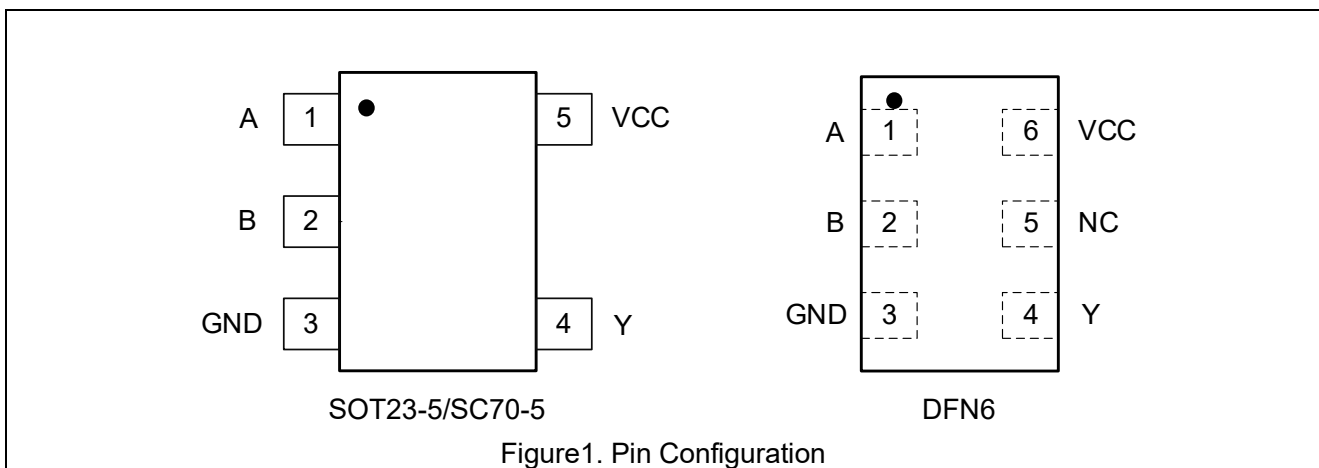 A 1 5 VCC
B 2
GND 3 4 Y
SOT23-5/SC70-5
A 1 6 VCC
B 2 5 NC
GND 3 4 Y
DFN6
Figure1. Pin Configuration